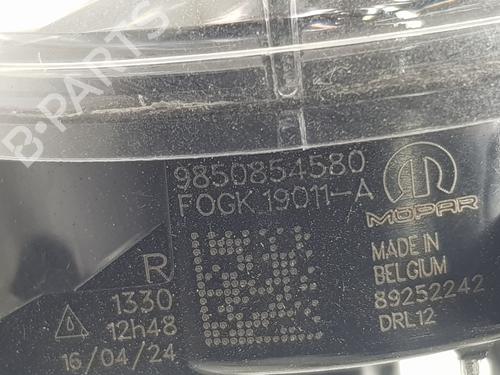 B-PARTS
9850854580
FOGK 19011-A
MOPAR
R
MADE IN
BELGIUM
1330
89252242
12h48
DRL12
16/04/24